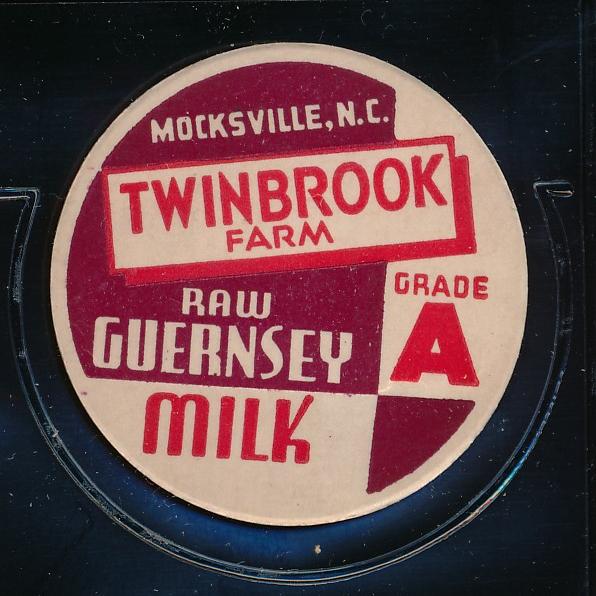 MOCKSVILLE, N.C.
TWINBROOK
FARM
RAW
GUERNSEY
MILK
GRADE
A